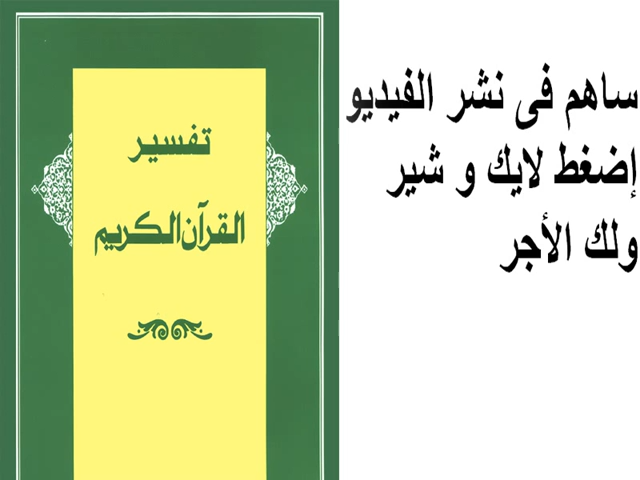 تفسير
القرآن الكريم
ساهم فى نشر الفيديو
إضغط لايك و شير
ولك الأجر